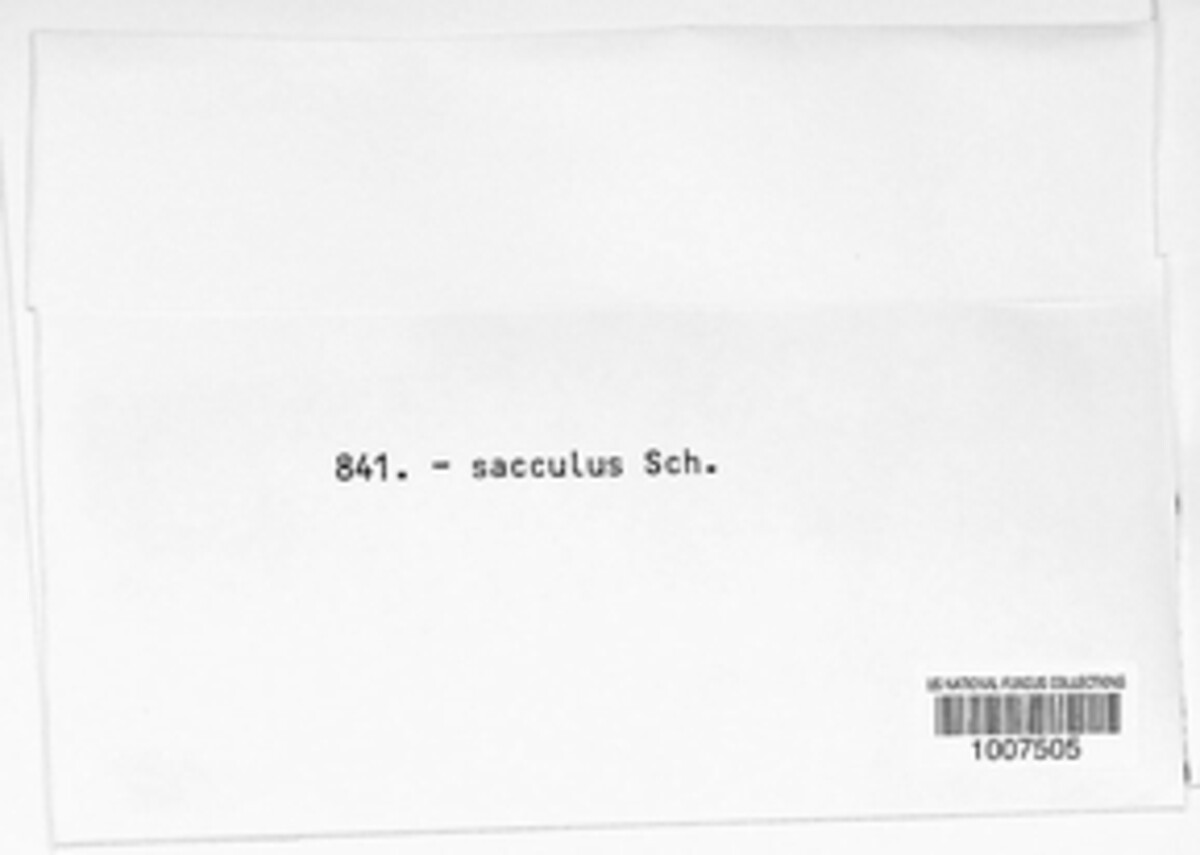 841. - sacculus Sch.
US NATIONAL FUNGUS COLLECTIONS
1007505